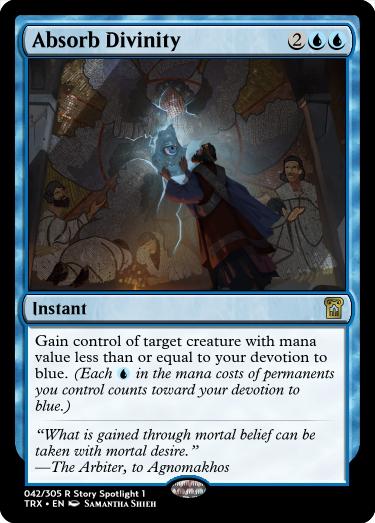 Absorb Divinity 2
Instant
Gain control of target creature with mana
value less than or equal to your devotion to
blue. (Each in the mana costs of permanents
you control counts toward your devotion to
blue.)
“What is gained through mortal belief can be
taken with mortal desire.”
—The Arbiter, to Agnomakhos
042/305 R Story Spotlight 1
TRX • EN Samantha Shieh